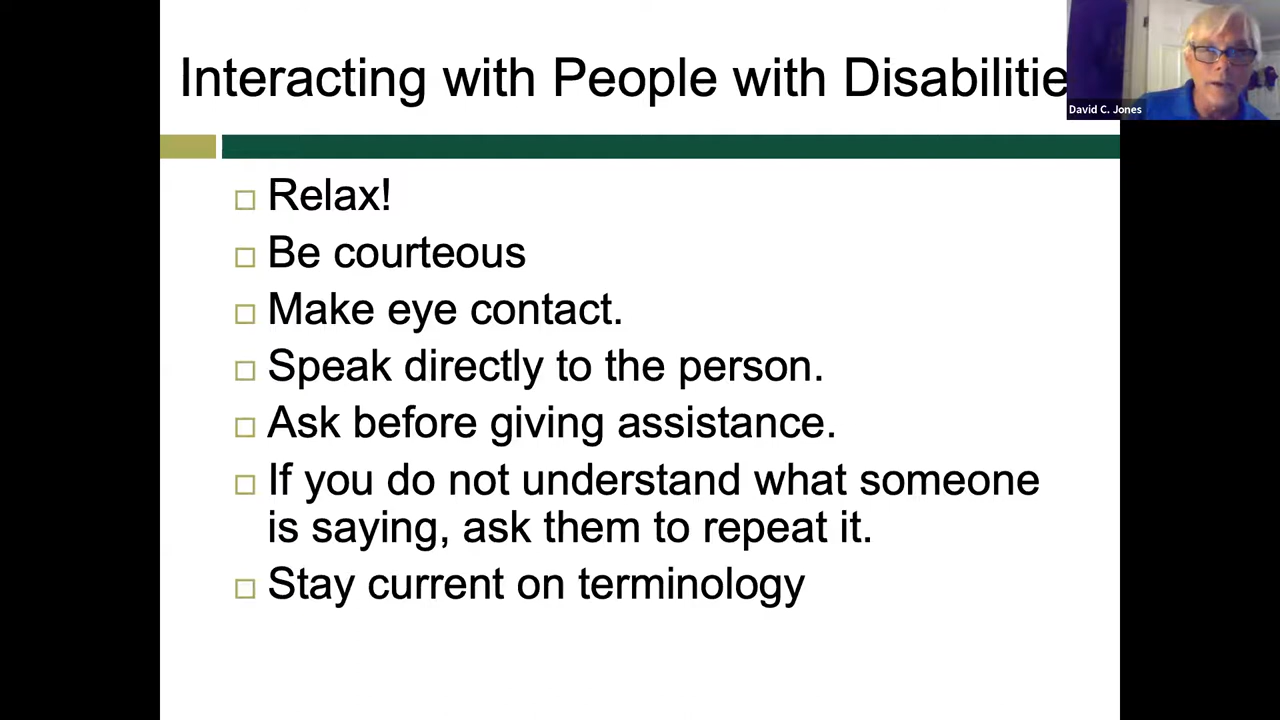 Interacting with People with Disabilitie
David C. Jones
Relax!
Be courteous
Make eye contact.
Speak directly to the person.
Ask before giving assistance.
If you do not understand what someone
is saying, ask them to repeat it.
Stay current on terminology